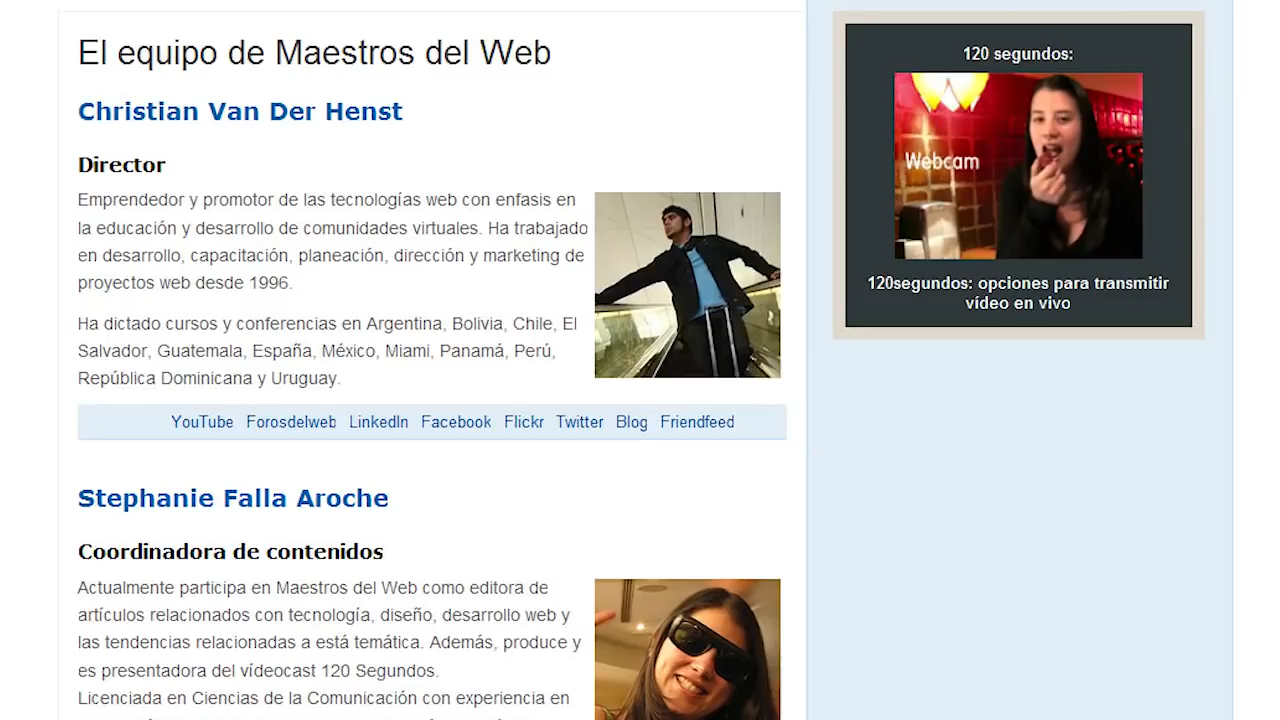 El equipo de Maestros del Web
Christian Van Der Henst
Director
Emprendedor y promotor de las tecnologías web con enfasis en
la educación y desarrollo de comunidades virtuales. Ha trabajado
en desarrollo, capacitación, planeación, dirección y marketing de
proyectos web desde 1996.
Ha dictado cursos y conferencias en Argentina, Bolivia, Chile, El
Salvador, Guatemala, España, México, Miami, Panamá, Perú,
República Dominicana y Uruguay.
YouTube Forosdelweb LinkedIn Facebook Flickr Twitter Blog Friendfeed
Stephanie Falla Aroche
Coordinadora de contenidos
Actualmente participa en Maestros del Web como editora de
artículos relacionados con tecnología, diseño, desarrollo web y
las tendencias relacionadas a está temática. Además, produce y
es presentadora del vídeocast 120 Segundos.
Licenciada en Ciencias de la Comunicación con experiencia en
120 segundos:
Webcam
120segundos: opciones para transmitir
vídeo en vivo